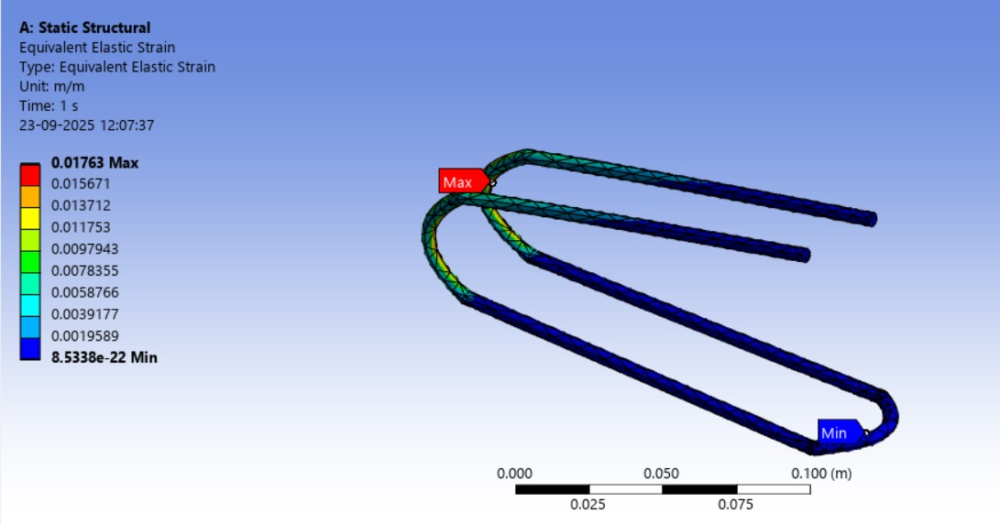 A: Static Structural
Equivalent Elastic Strain
Type: Equivalent Elastic Strain
Unit: m/m
Time: 1 s
23-09-2025 12:07:37
0.01763 Max
0.015671
0.013712
0.011753
0.0097943
0.0078355
0.0058766
0.0039177
0.0019589
8.5338e-22 Min
Max
Min
0.000 0.050 0.100 (m)
0.025 0.075